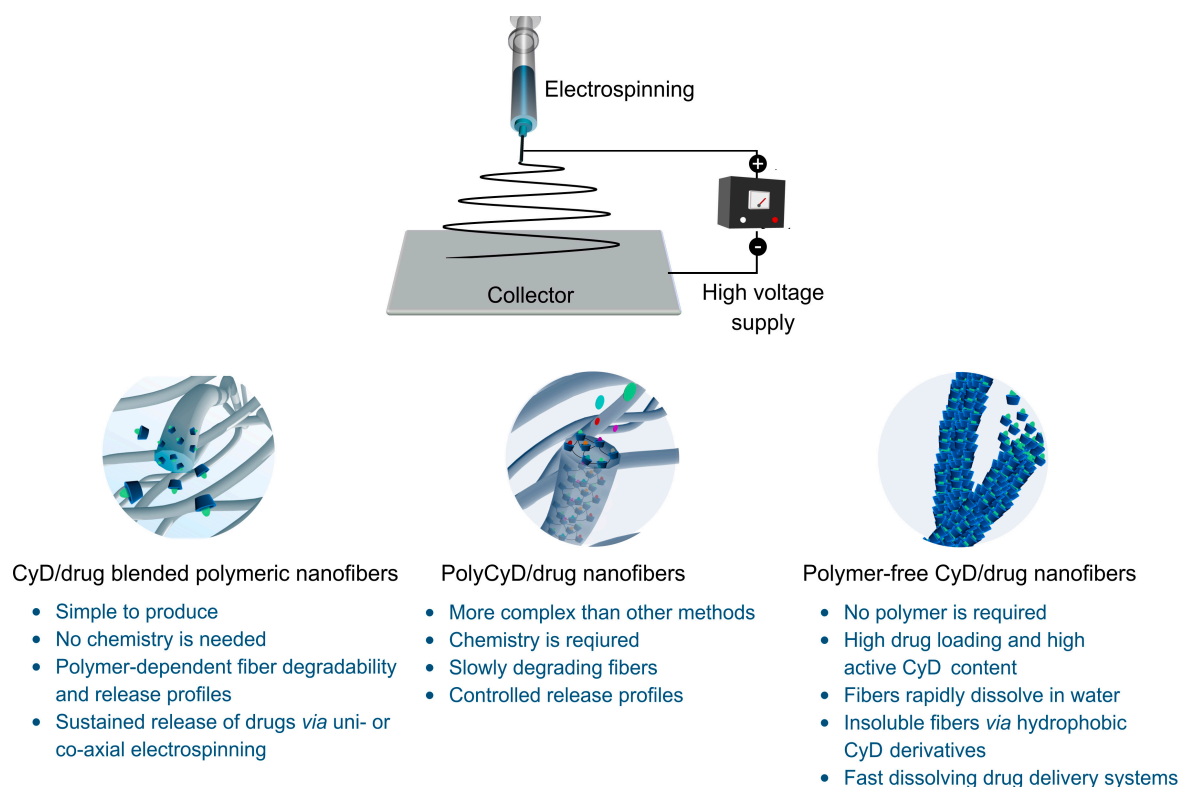 Electrospinning
+
-
Collector
High voltage
supply
CyD/drug blended polymeric nanofibers
• Simple to produce
• No chemistry is needed
• Polymer-dependent fiber degradability
and release profiles
• Sustained release of drugs via uni- or
co-axial electrospinning
PolyCyD/drug nanofibers
• More complex than other methods
• Chemistry is reqiured
• Slowly degrading fibers
• Controlled release profiles
Polymer-free CyD/drug nanofibers
• No polymer is required
• High drug loading and high
active CyD content
• Fibers rapidly dissolve in water
• Insoluble fibers via hydrophobic
CyD derivatives
• Fast dissolving drug delivery systems